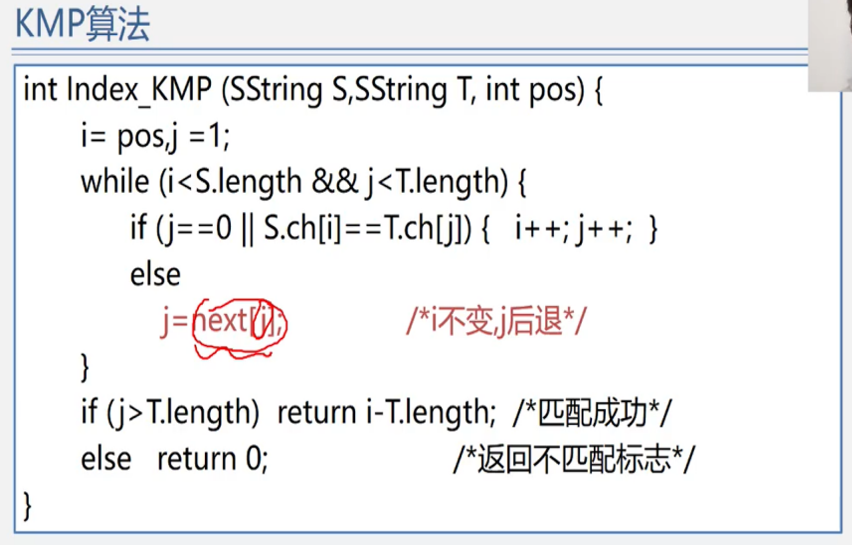 KMP算法
int Index_KMP (SString S,SString T, int pos) {
i= pos,j =1;
while (i<S.length && j<T.length) {
if (j==0 || S.ch[i]==T.ch[j]) { i++; j++; }
else
j=next[j]; /*i不变,j后退*/
}
if (j>T.length) return i-T.length; /*匹配成功*/
else return 0; /*返回不匹配标志*/
}